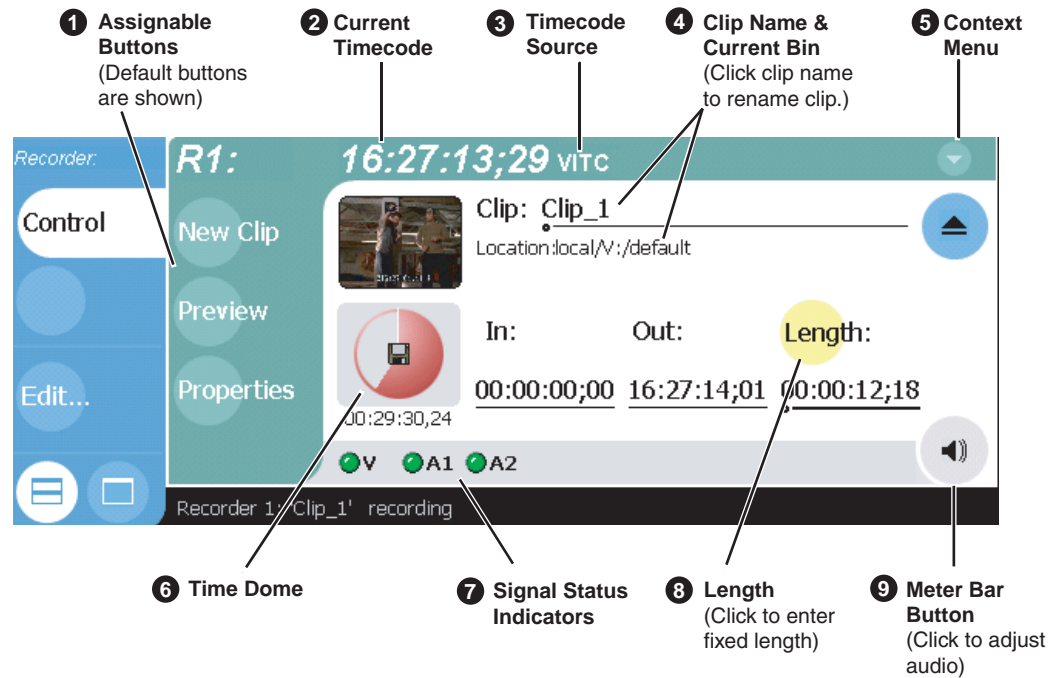 1 Assignable
Buttons
(Default buttons
are shown)
2 Current
Timecode
3 Timecode
Source
4 Clip Name &
Current Bin
(Click clip name
to rename clip.)
5 Context
Menu
Recorder:
R1:
16:27:13;29 VITC
Control
New Clip
Clip: Clip_1
Location:local/V:/default
Preview
In:
Out:
Length:
Edit...
Properties
00:00:00;00
16:27:14;01
00:00:12;18
00:29:30,24
V
A1
A2
Recorder 1: 'Clip_1' recording
6 Time Dome
7 Signal Status
Indicators
8 Length
(Click to enter
fixed length)
9 Meter Bar
Button
(Click to adjust
audio)